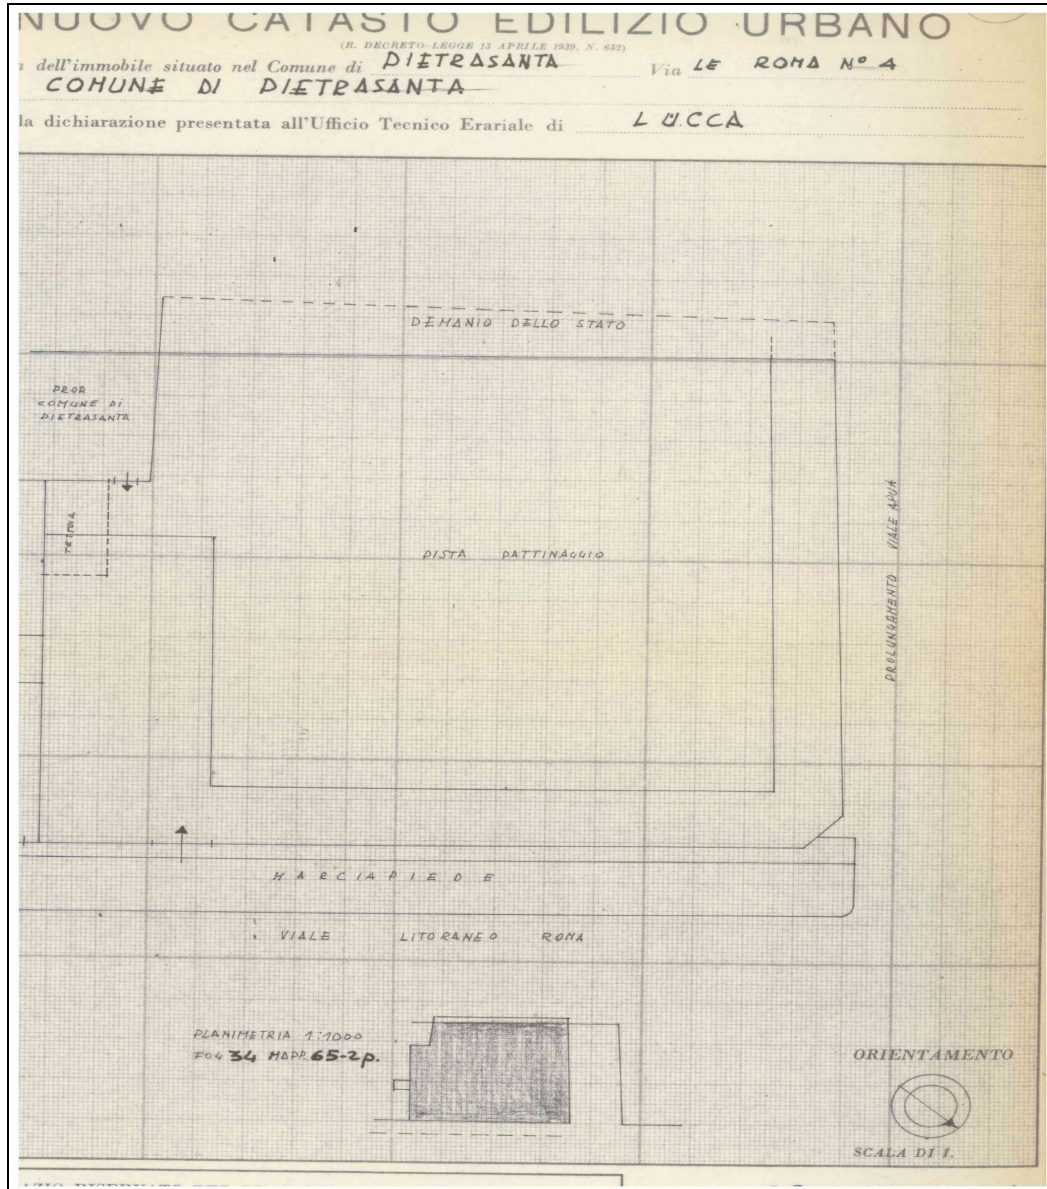 NUOVO CATASTO EDILIZIO URBANO
(R. DECRETO-LEGGE 13 APRILE 1939, N. 652)
dell'immobile situato nel Comune di PIETRASANTA Via LE ROMA Nº 4
COMUNE DI PIETRASANTA
la dichiarazione presentata all'Ufficio Tecnico Erariale di LUCCA
DEMANIO DELLO STATO
PROP
COMUNE DI
PIETRASANTA
TETTOIA
PISTA PATTINAGGIO
PROLUNGAMENTO VIALE APUA
MARCIAPIEDE
VIALE LITORANEO ROMA
PLANIMETRIA 1:1000
FOG 34 MAPP. 65-2p.
ORIENTAMENTO
SCALA DI 1.